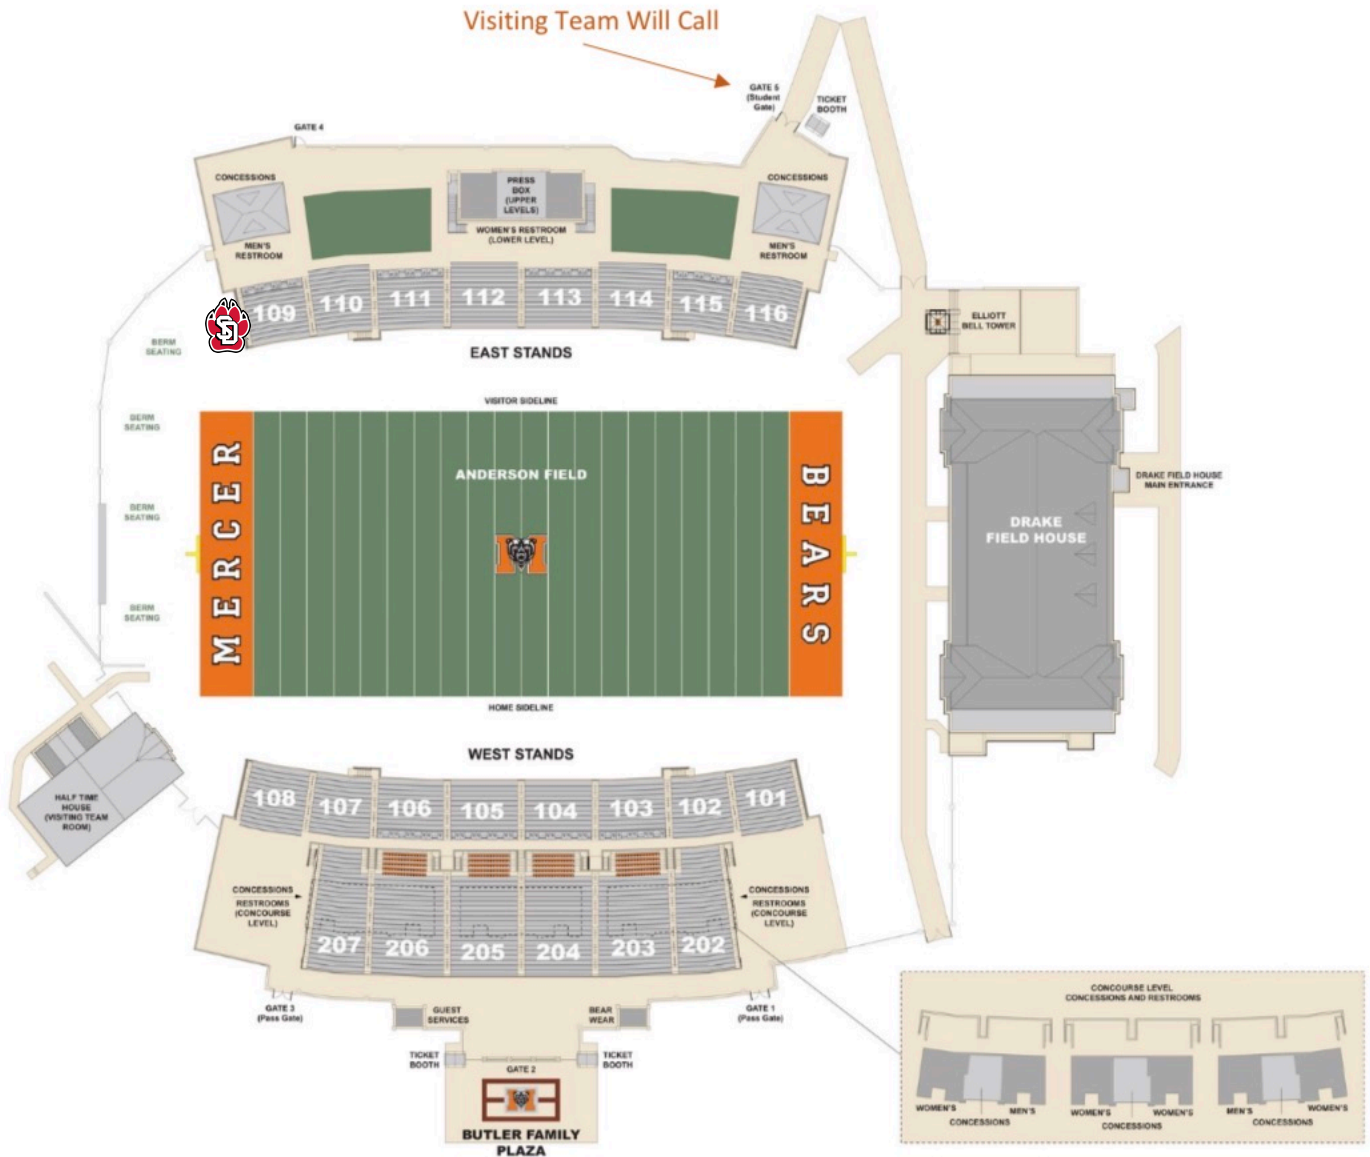 Visiting Team Will Call
GATE 5
(Student
Gate)
TICKET
BOOTH
GATE 4
CONCESSIONS
MEN'S
RESTROOM
PRESS
BOX
(UPPER
LEVELS)
WOMEN'S RESTROOM
(LOWER LEVEL)
CONCESSIONS
MEN'S
RESTROOM
SD
109
110
111
112
113
114
115
116
EAST STANDS
BERM
SEATING
BERM
SEATING
BERM
SEATING
BERM
SEATING
ELLIOTT
BELL TOWER
VISITOR SIDELINE
MERCER
ANDERSON FIELD
M
BEARS
HOME SIDELINE
DRAKE
FIELD HOUSE
DRAKE FIELD HOUSE
MAIN ENTRANCE
WEST STANDS
HALF TIME
HOUSE
(VISITING TEAM
ROOM)
108
107
106
105
104
103
102
101
CONCESSIONS
RESTROOMS
(CONCOURSE
LEVEL)
CONCESSIONS
RESTROOMS
(CONCOURSE
LEVEL)
207
206
205
204
203
202
GATE 3
(Pass Gate)
GUEST
SERVICES
BEAR
WEAR
GATE 1
(Pass Gate)
TICKET
BOOTH
GATE 2
TICKET
BOOTH
M
BUTLER FAMILY
PLAZA
CONCOURSE LEVEL
CONCESSIONS AND RESTROOMS
WOMEN'S
MEN'S
CONCESSIONS
WOMEN'S
WOMEN'S
CONCESSIONS
MEN'S
WOMEN'S
CONCESSIONS